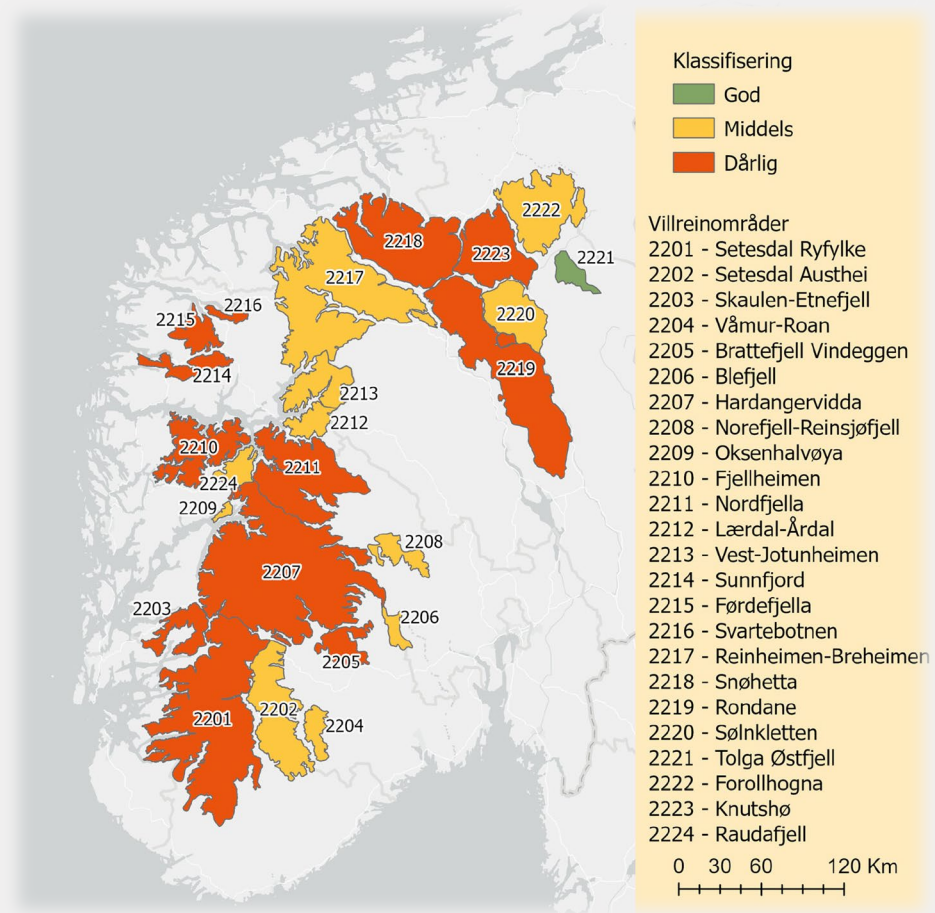 Klassifisering
God
Middels
Dårlig
Villreinområder
2201 - Setesdal Ryfylke
2202 - Setesdal Austhei
2203 - Skaulen-Etnefjell
2204 - Våmur-Roan
2205 - Brattefjell Vindeggen
2206 - Blefjell
2207 - Hardangervidda
2208 - Norefjell-Reinsjøfjell
2209 - Oksenhalvøya
2210 - Fjellheimen
2211 - Nordfjella
2212 - Lærdal-Årdal
2213 - Vest-Jotunheimen
2214 - Sunnfjord
2215 - Førdefjella
2216 - Svartebotnen
2217 - Reinheimen-Breheimen
2218 - Snøhetta
2219 - Rondane
2220 - Sølnkletten
2221 - Tolga Østfjell
2222 - Forollhogna
2223 - Knutshø
2224 - Raudafjell
0 30 60 120 Km
2222
2218
2223
2221
2217
2216
2215
2220
2214
2219
2213
2212
2210
2211
2224
2209
2208
2207
2203
2206
2205
2202
2201
2204